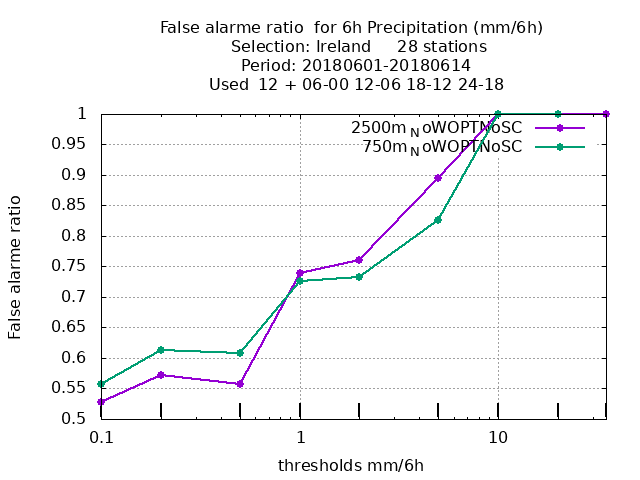 False alarme ratio  for 6h Precipitation (mm/6h)
Selection: Ireland     28 stations
Period: 20180601-20180614
Used  12 + 06-00 12-06 18-12 24-18
2500m_NoWOPTNoSC
750m_NoWOPTNoSC
False alarme ratio
1
0.95
0.9
0.85
0.8
0.75
0.7
0.65
0.6
0.55
0.5
0.1
1
10
thresholds mm/6h